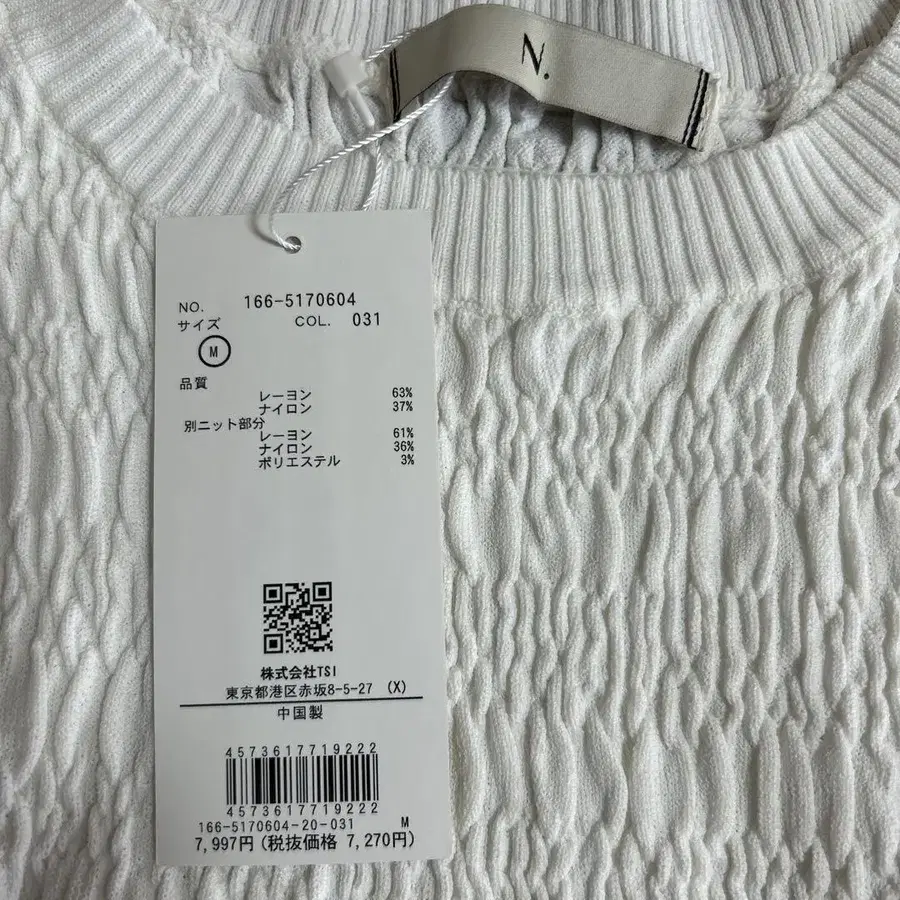 N.
NO. 166-5170604
サイズ COL. 031
M
品質
レーヨン 63%
ナイロン 37%
別ニット部分
レーヨン 61%
ナイロン 36%
ポリエステル 3%
株式会社TSI
東京都港区赤坂8-5-27 (X)
中国製
4573617719222
4573617719222
166-5170604-20-031 M
7,997円(税抜価格 7,270円)